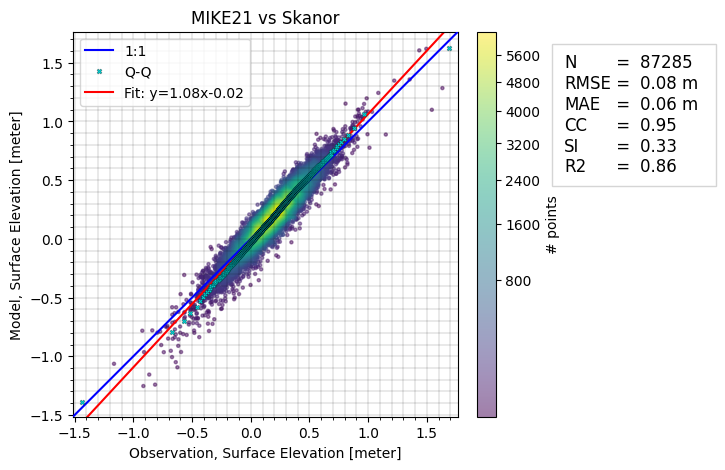 MIKE21 vs Skanor
1:1
Q-Q
Fit: y=1.08x-0.02
1.5
1.0
0.5
0.0
−0.5
−1.0
−1.5
Model, Surface Elevation [meter]
−1.5 −1.0 −0.5 0.0 0.5 1.0 1.5
Observation, Surface Elevation [meter]
5600
4800
4000
3200
2400
1600
800
# points
N = 87285
RMSE = 0.08 m
MAE = 0.06 m
CC = 0.95
SI = 0.33
R2 = 0.86